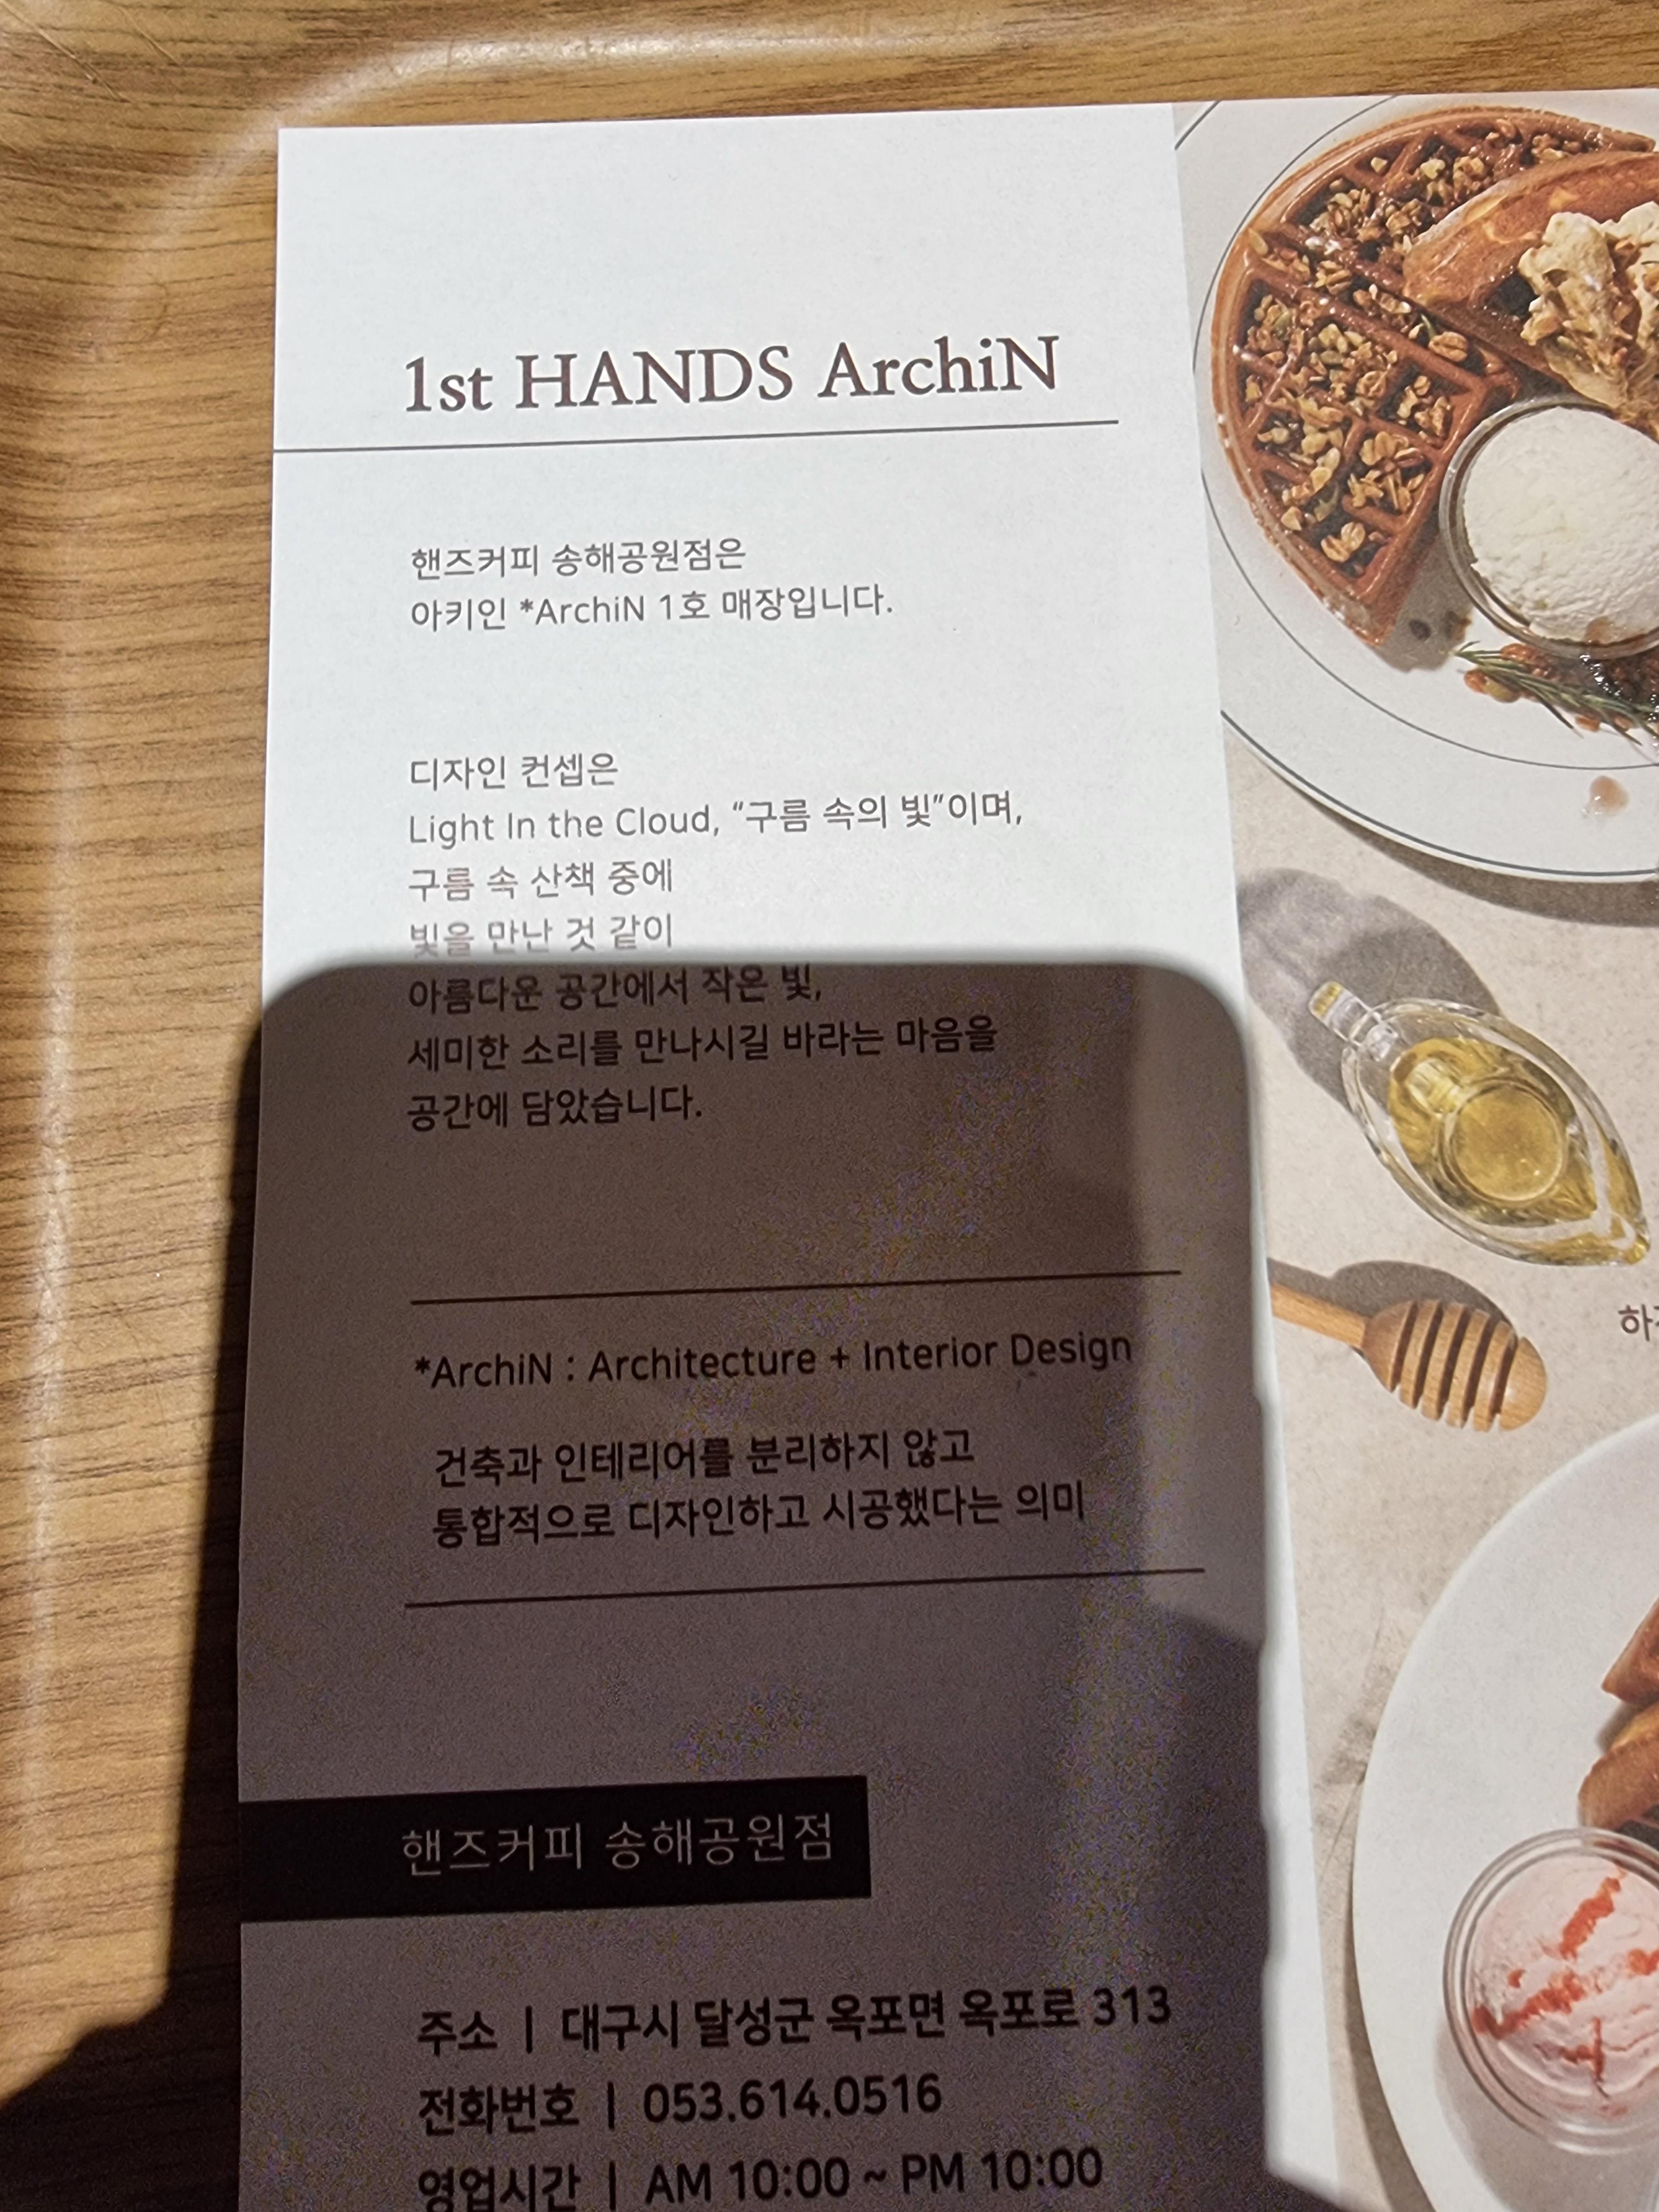 1st HANDS ArchiN
핸즈커피 송해공원점은
아키인 *ArchiN 1호 매장입니다.
디자인 컨셉은
Light In the Cloud, “구름 속의 빛”이며,
구름 속 산책 중에
빛을 만난 것 같이
아름다운 공간에서 작은 빛,
세미한 소리를 만나시길 바라는 마음을
공간에 담았습니다.
*ArchiN : Architecture + Interior Design
건축과 인테리어를 분리하지 않고
통합적으로 디자인하고 시공했다는 의미
핸즈커피 송해공원점
주소 | 대구시 달성군 옥포면 옥포로 313
전화번호 | 053.614.0516
영업시간 | AM 10:00 ~ PM 10:00